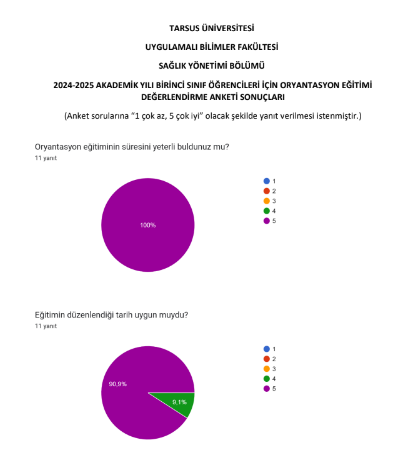 TARSUS ÜNİVERSİTESİ
UYGULAMALI BİLİMLER FAKÜLTESİ
SAĞLIK YÖNETİMİ BÖLÜMÜ
2024-2025 AKADEMİK YILI BİRİNCİ SINIF ÖĞRENCİLERİ İÇİN ORYANTASYON EĞİTİMİ
DEĞERLENDİRME ANKETİ SONUÇLARI
(Anket sorularına “1 çok az, 5 çok iyi” olacak şekilde yanıt verilmesi istenmiştir.)
Oryantasyon eğitiminin süresini yeterli buldunuz mu?
11 yanıt
100%
1
2
3
4
5
Eğitimin düzenlendiği tarih uygun muydu?
11 yanıt
90,9%
9,1%
1
2
3
4
5